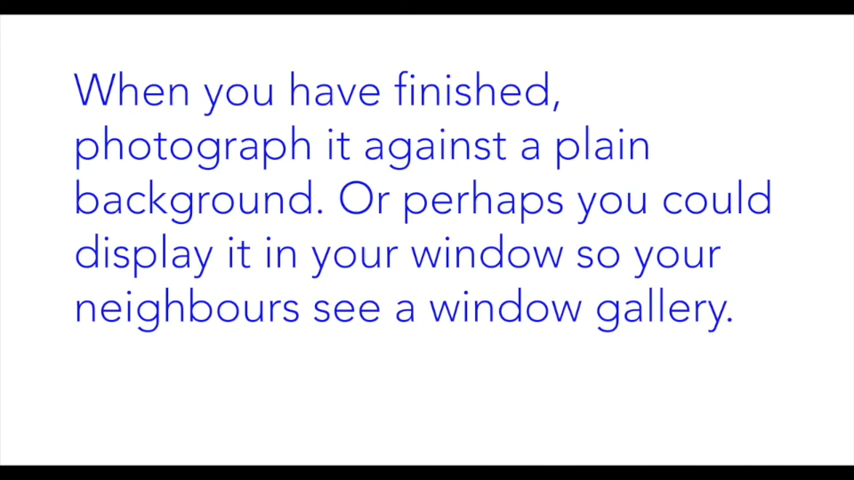 When you have finished,
photograph it against a plain
background. Or perhaps you could
display it in your window so your
neighbours see a window gallery.